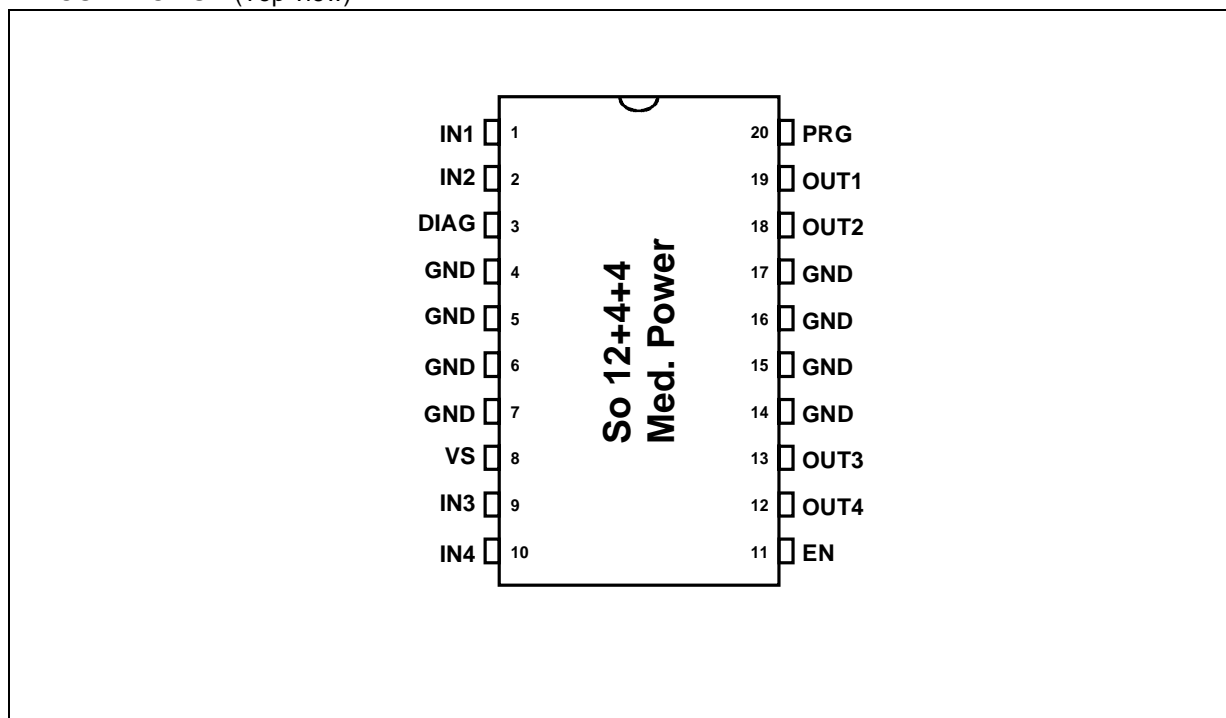 (Top view)
IN1 1 20 PRG
IN2 2 19 OUT1
DIAG 3 18 OUT2
GND 4 17 GND
GND 5 16 GND
GND 6 15 GND
GND 7 14 GND
VS 8 13 OUT3
IN3 9 12 OUT4
IN4 10 11 EN
So 12+4+4
Med. Power